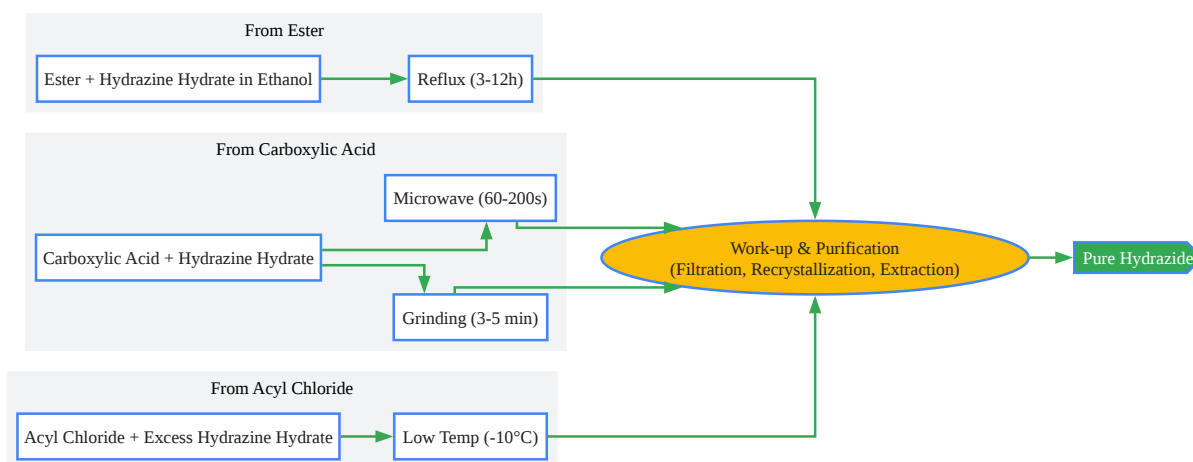 From Ester
Ester + Hydrazine Hydrate in Ethanol
Reflux (3-12h)
From Carboxylic Acid
Microwave (60-200s)
Carboxylic Acid + Hydrazine Hydrate
Grinding (3-5 min)
Work-up & Purification
(Filtration, Recrystallization, Extraction)
Pure Hydrazide
From Acyl Chloride
Acyl Chloride + Excess Hydrazine Hydrate
Low Temp (-10°C)